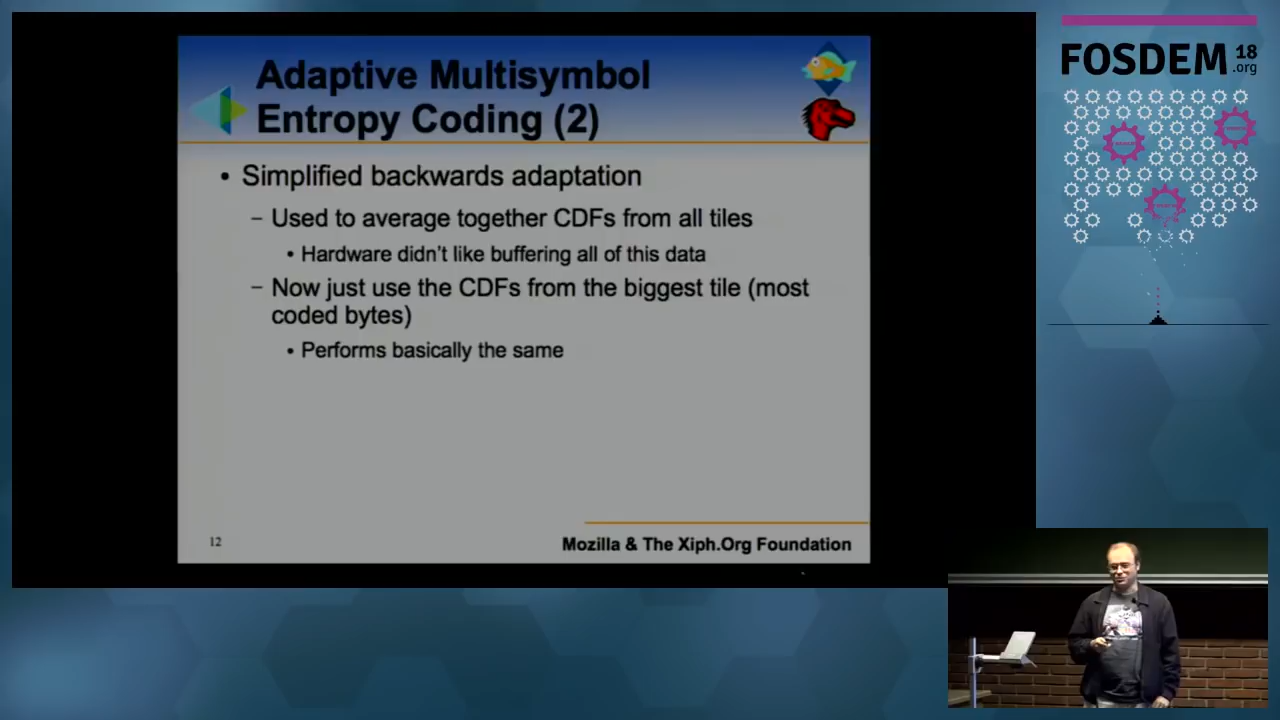 Adaptive Multisymbol
Entropy Coding (2)
• Simplified backwards adaptation
– Used to average together CDFs from all tiles
• Hardware didn't like buffering all of this data
– Now just use the CDFs from the biggest tile (most
coded bytes)
• Performs basically the same
12
Mozilla & The Xiph.Org Foundation
FOSDEM 18
.org